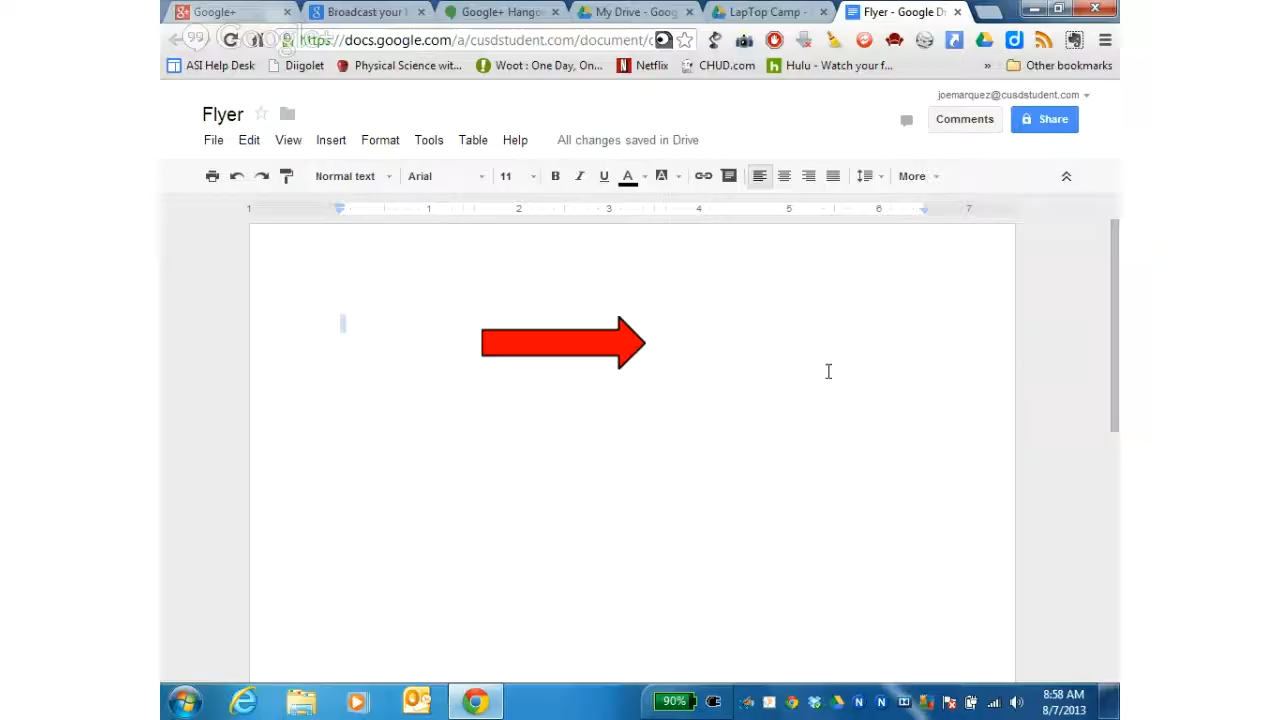 Google+ Broadcast your Google+ Hango My Drive - Goog LapTop Camp - Flyer - Google D
99 https://docs.google.com/a/cusdstudent.com/document/
ASI Help Desk Diigolet Physical Science wit... Woot : One Day, On... Netflix CHUD.com Hulu - Watch your f... » Other bookmarks
joemarquez@cusdstudent.com
Flyer Comments Share
File Edit View Insert Format Tools Table Help All changes saved in Drive
Normal text Arial 11 B I U A A More
1 1 2 3 4 5 6 7
90% 8:58 AM
8/7/2013